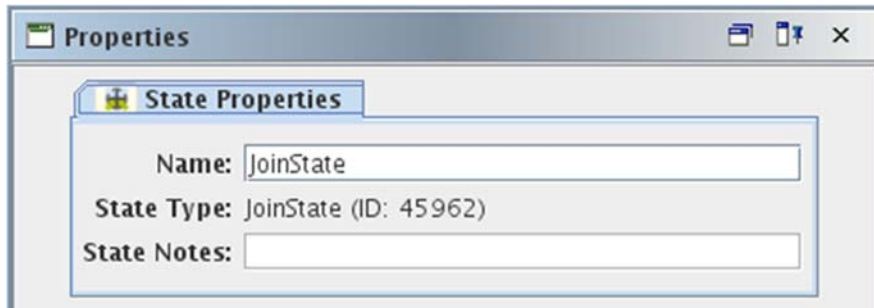 Properties
State Properties
Name: JoinState
State Type: JoinState (ID: 45962)
State Notes: